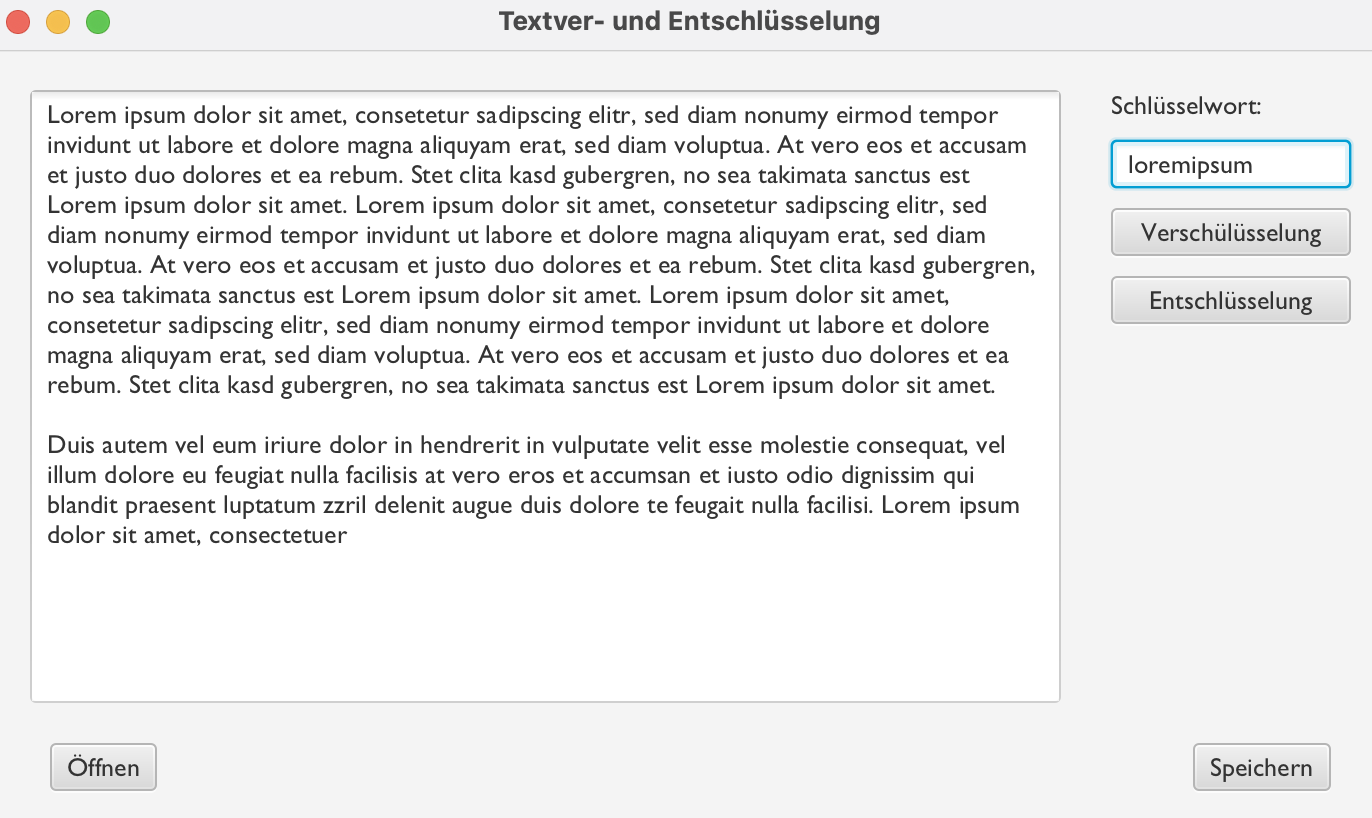 Textver- und Entschlüsselung
Lorem ipsum dolor sit amet, consetetur sadipscing elitr, sed diam nonumy eirmod tempor
invidunt ut labore et dolore magna aliquyam erat, sed diam voluptua. At vero eos et accusam
et justo duo dolores et ea rebum. Stet clita kasd gubergren, no sea takimata sanctus est
Lorem ipsum dolor sit amet. Lorem ipsum dolor sit amet, consetetur sadipscing elitr, sed
diam nonumy eirmod tempor invidunt ut labore et dolore magna aliquyam erat, sed diam
voluptua. At vero eos et accusam et justo duo dolores et ea rebum. Stet clita kasd gubergren,
no sea takimata sanctus est Lorem ipsum dolor sit amet. Lorem ipsum dolor sit amet,
consetetur sadipscing elitr, sed diam nonumy eirmod tempor invidunt ut labore et dolore
magna aliquyam erat, sed diam voluptua. At vero eos et accusam et justo duo dolores et ea
rebum. Stet clita kasd gubergren, no sea takimata sanctus est Lorem ipsum dolor sit amet.
Duis autem vel eum iriure dolor in hendrerit in vulputate velit esse molestie consequat, vel
illum dolore eu feugiat nulla facilisis at vero eros et accumsan et iusto odio dignissim qui
blandit praesent luptatum zzril delenit augue duis dolore te feugait nulla facilisi. Lorem ipsum
dolor sit amet, consectetuer
Schlüsselwort:
loremipsum
Verschülüsselung
Entschlüsselung
Öffnen
Speichern